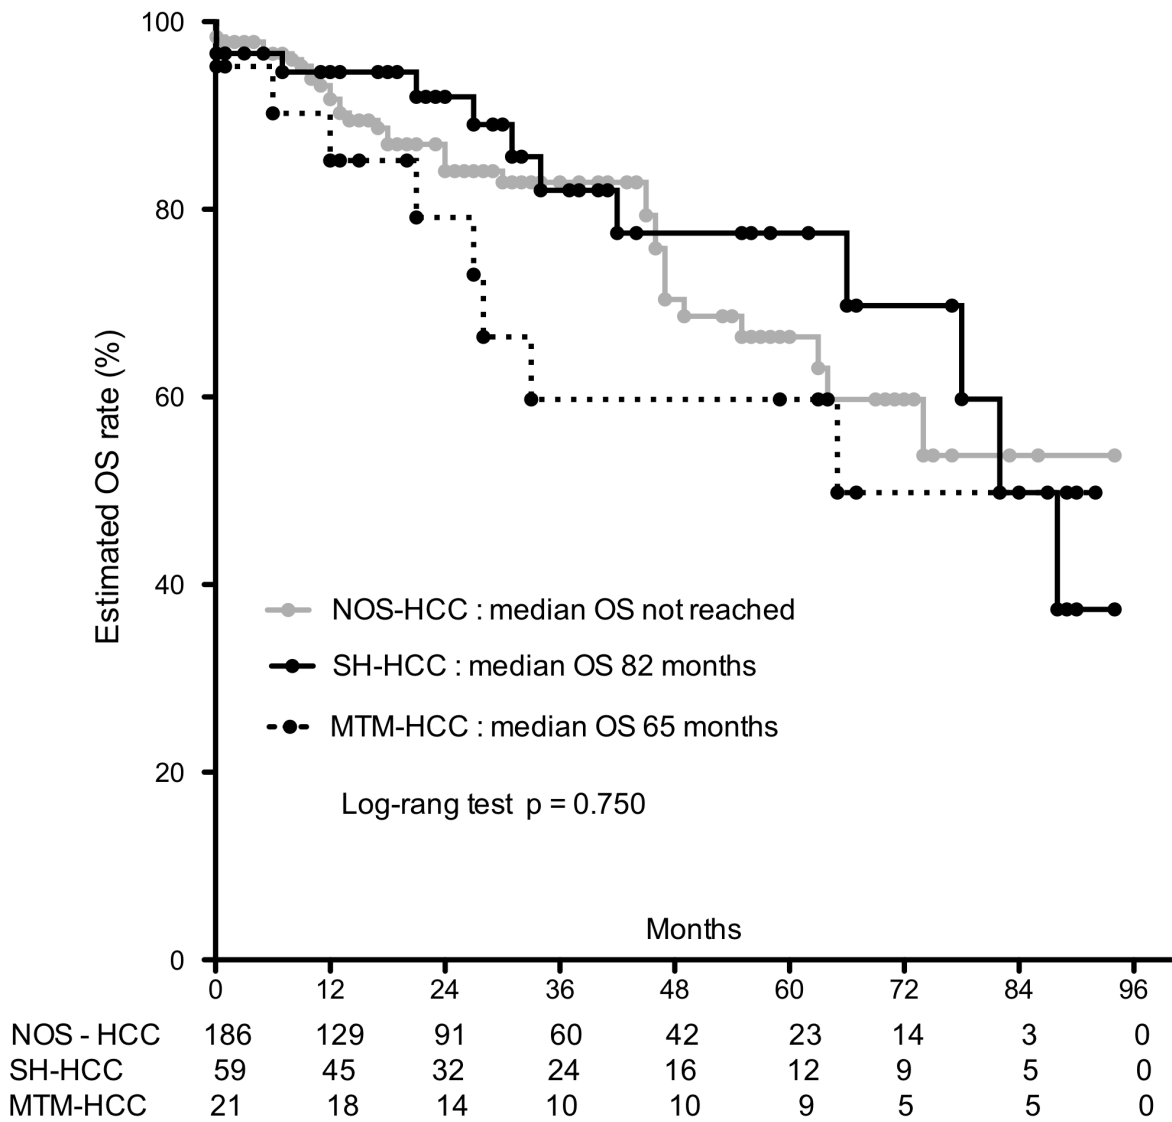 100
80
60
40
20
0
Estimated OS rate (%)
NOS-HCC : median OS not reached
SH-HCC : median OS 82 months
MTM-HCC : median OS 65 months
Log-rang test p = 0.750
Months
0 12 24 36 48 60 72 84 96
NOS - HCC 186 129 91 60 42 23 14 3 0
SH-HCC 59 45 32 24 16 12 9 5 0
MTM-HCC 21 18 14 10 10 9 5 5 0